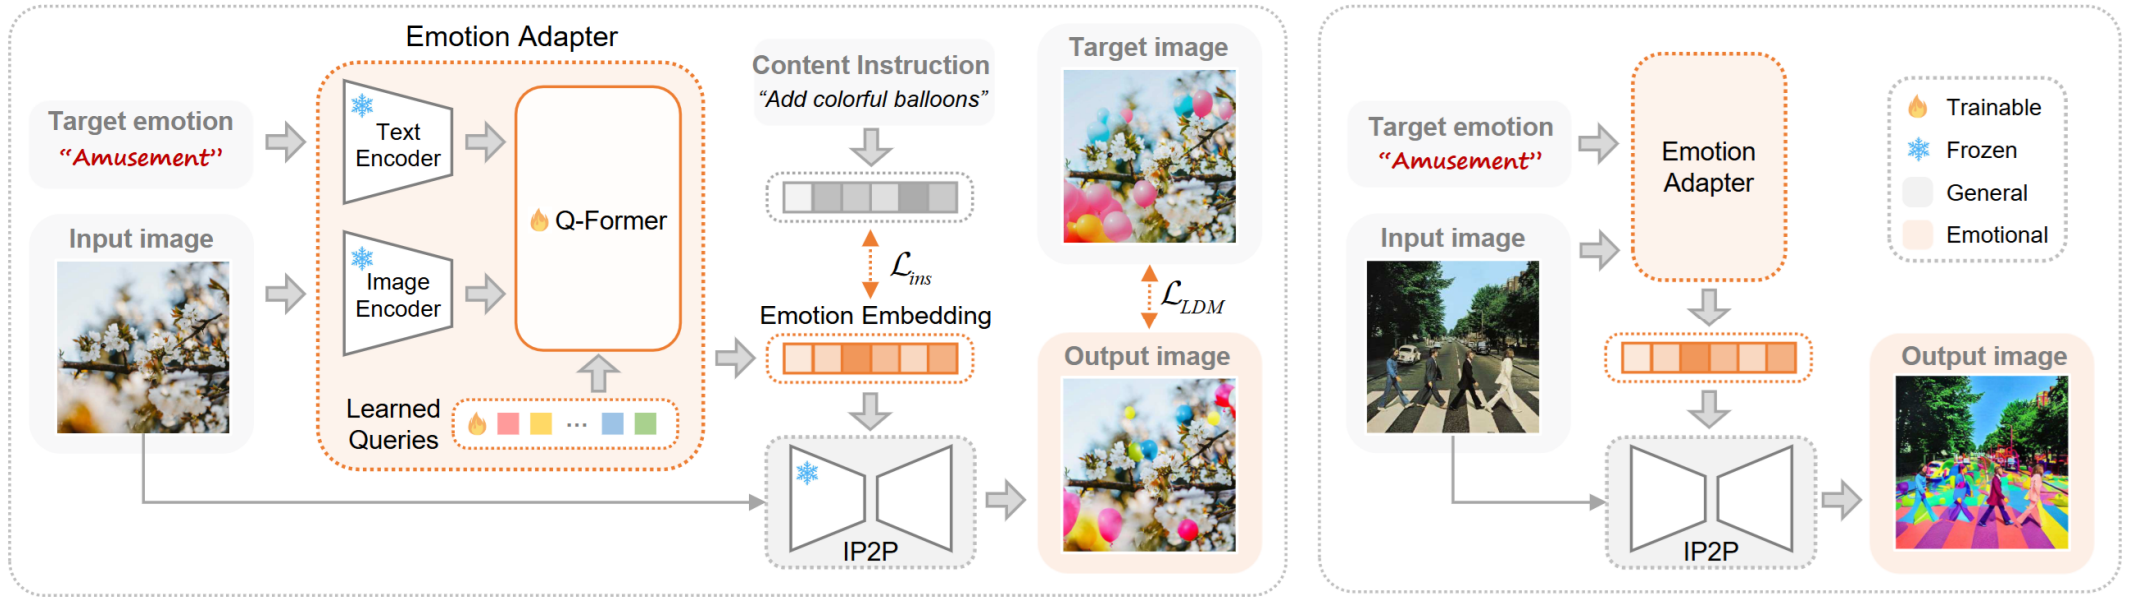 Emotion Adapter
Target emotion
“Amusement”
Input image
Text
Encoder
Image
Encoder
Q-Former
Learned
Queries
...
Content Instruction
“Add colorful balloons”
ℒins
Emotion Embedding
IP2P
Target image
ℒLDM
Output image
Target emotion
“Amusement”
Input image
Emotion
Adapter
IP2P
Output image
Trainable
Frozen
General
Emotional